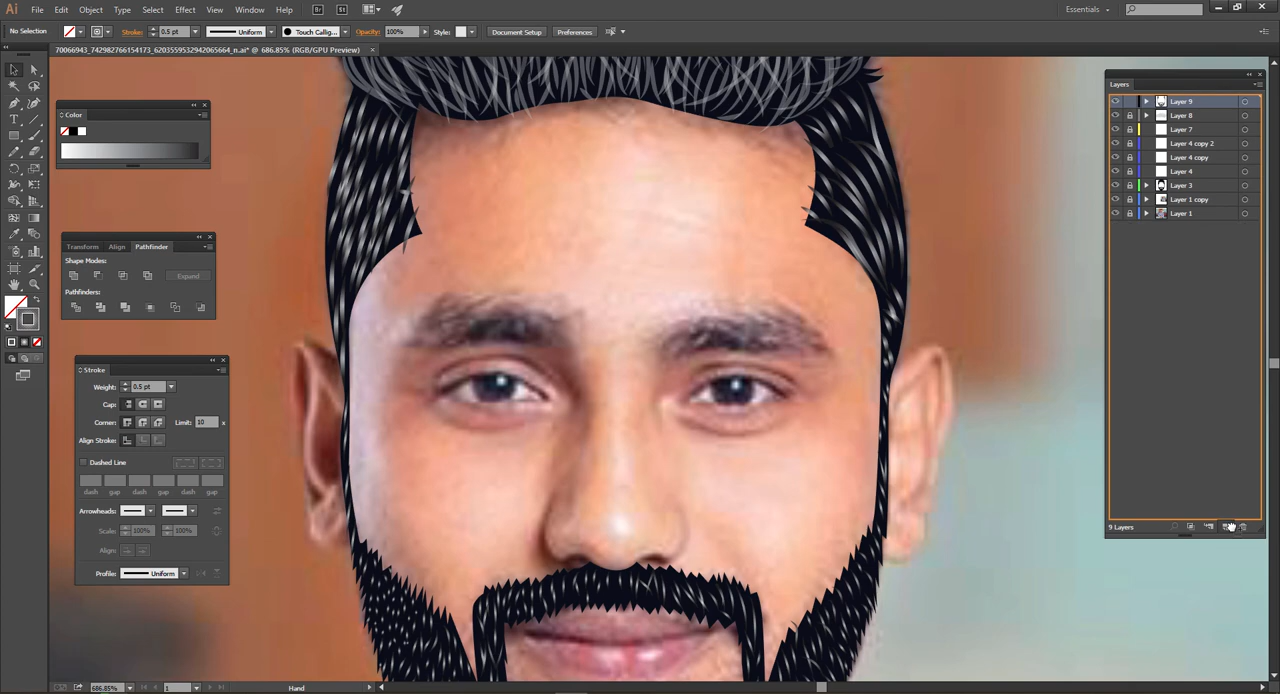 Ai File Edit Object Type Select Effect View Window Help Br St Essentials
No Selection Stroke: 0.5 pt Uniform Touch Callig... Opacity: 100% Style: Document Setup Preferences
70066943_742982766154173_6203559532942065664_n.ai* @ 686.85% (RGB/GPU Preview)
Color
Transform Align Pathfinder
Shape Modes:
Expand
Pathfinders:
Stroke
Weight: 0.5 pt
Cap:
Corner: Limit: 10 x
Align Stroke:
Dashed Line
dash gap dash gap dash gap
Arrowheads:
Scale: 100% 100%
Align:
Profile: Uniform
Layers
Layer 9
Layer 8
Layer 7
Layer 4 copy 2
Layer 4 copy
Layer 4
Layer 3
Layer 1 copy
Layer 1
9 Layers
686.85% 1 Hand